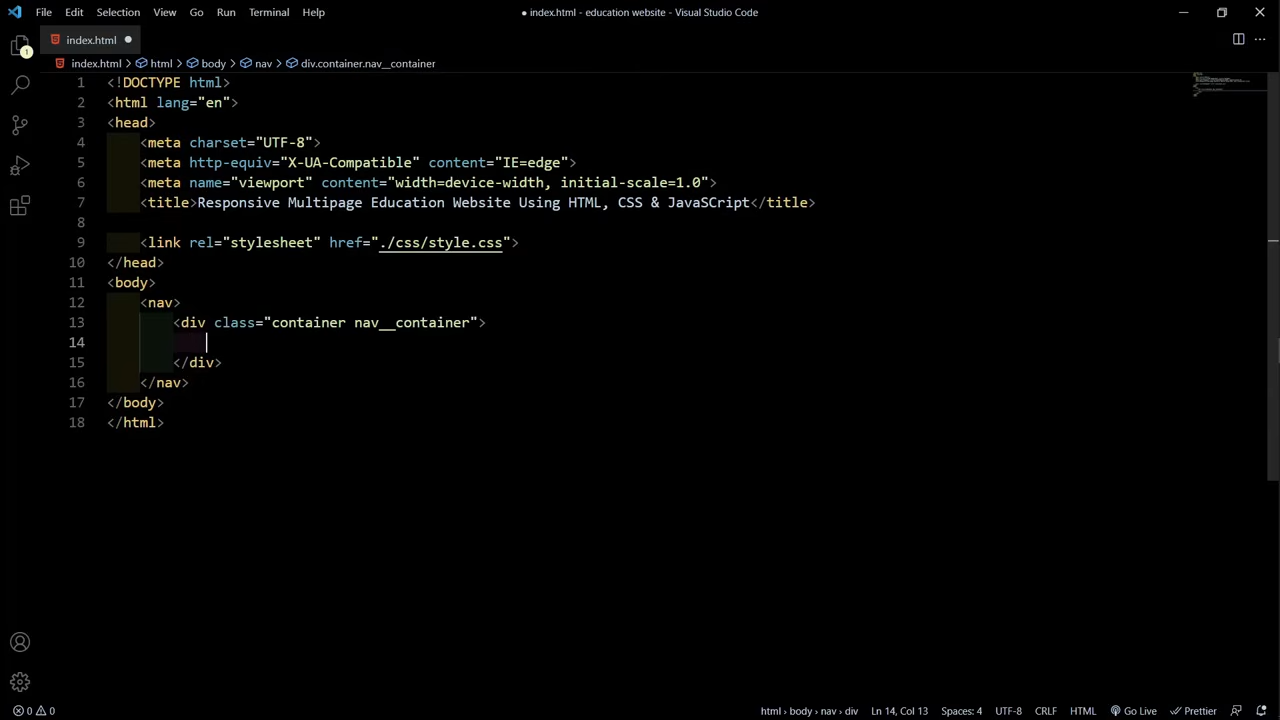 File Edit Selection View Go Run Terminal Help ● index.html - education website - Visual Studio Code
index.html ●
index.html > html > body > nav > div.container.nav__container
1 <!DOCTYPE html>
2 <html lang="en">
3 <head>
4 <meta charset="UTF-8">
5 <meta http-equiv="X-UA-Compatible" content="IE=edge">
6 <meta name="viewport" content="width=device-width, initial-scale=1.0">
7 <title>Responsive Multipage Education Website Using HTML, CSS & JavaSCript</title>
8
9 <link rel="stylesheet" href="./css/style.css">
10 </head>
11 <body>
12 <nav>
13 <div class="container nav__container">
14
15 </div>
16 </nav>
17 </body>
18 </html>
1
0 0 html > body > nav > div Ln 14, Col 13 Spaces: 4 UTF-8 CRLF HTML Go Live Prettier